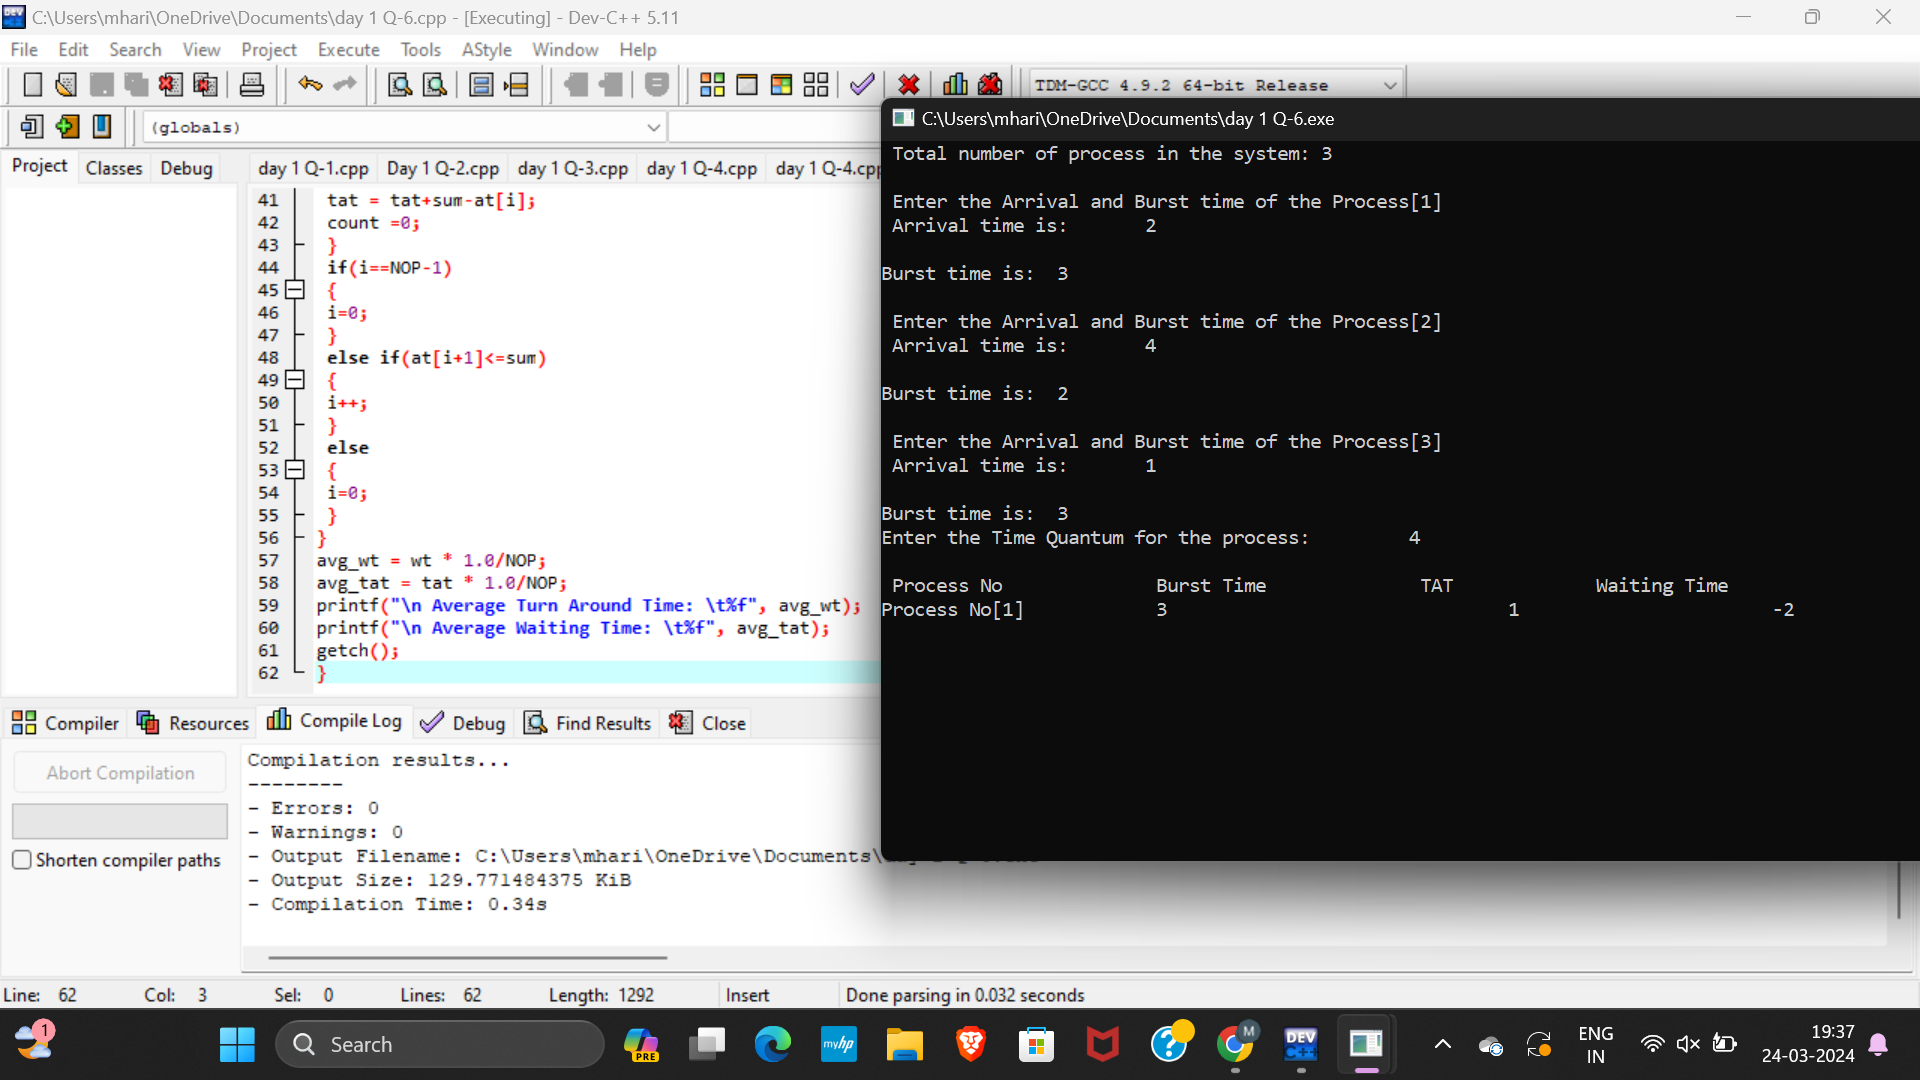 C:\Users\mhari\OneDrive\Documents\day 1 Q-6.cpp - [Executing] - Dev-C++ 5.11
File Edit Search View Project Execute Tools AStyle Window Help
TDM-GCC 4.9.2 64-bit Release
(globals)
Project Classes Debug
day 1 Q-1.cpp Day 1 Q-2.cpp day 1 Q-3.cpp day 1 Q-4.cpp day 1 Q-4.cpp
41 tat = tat+sum-at[i];
42 count =0;
43 }
44 if(i==NOP-1)
45 {
46 i=0;
47 }
48 else if(at[i+1]<=sum)
49 {
50 i++;
51 }
52 else
53 {
54 i=0;
55 }
56 }
57 avg_wt = wt * 1.0/NOP;
58 avg_tat = tat * 1.0/NOP;
59 printf("\n Average Turn Around Time: \t%f", avg_wt);
60 printf("\n Average Waiting Time: \t%f", avg_tat);
61 getch();
62 }
C:\Users\mhari\OneDrive\Documents\day 1 Q-6.exe
Total number of process in the system: 3
Enter the Arrival and Burst time of the Process[1]
Arrival time is: 2
Burst time is: 3
Enter the Arrival and Burst time of the Process[2]
Arrival time is: 4
Burst time is: 2
Enter the Arrival and Burst time of the Process[3]
Arrival time is: 1
Burst time is: 3
Enter the Time Quantum for the process: 4
Process No Burst Time TAT Waiting Time
Process No[1] 3 1 -2
Compiler Resources Compile Log Debug Find Results Close
Abort Compilation
Shorten compiler paths
Compilation results...
--------
- Errors: 0
- Warnings: 0
- Output Filename: C:\Users\mhari\OneDrive\Documents\
- Output Size: 129.771484375 KiB
- Compilation Time: 0.34s
Line: 62 Col: 3 Sel: 0 Lines: 62 Length: 1292 Insert Done parsing in 0.032 seconds
1
Search
PRE
myhp
M
DEV C++
ENG
IN
19:37
24-03-2024